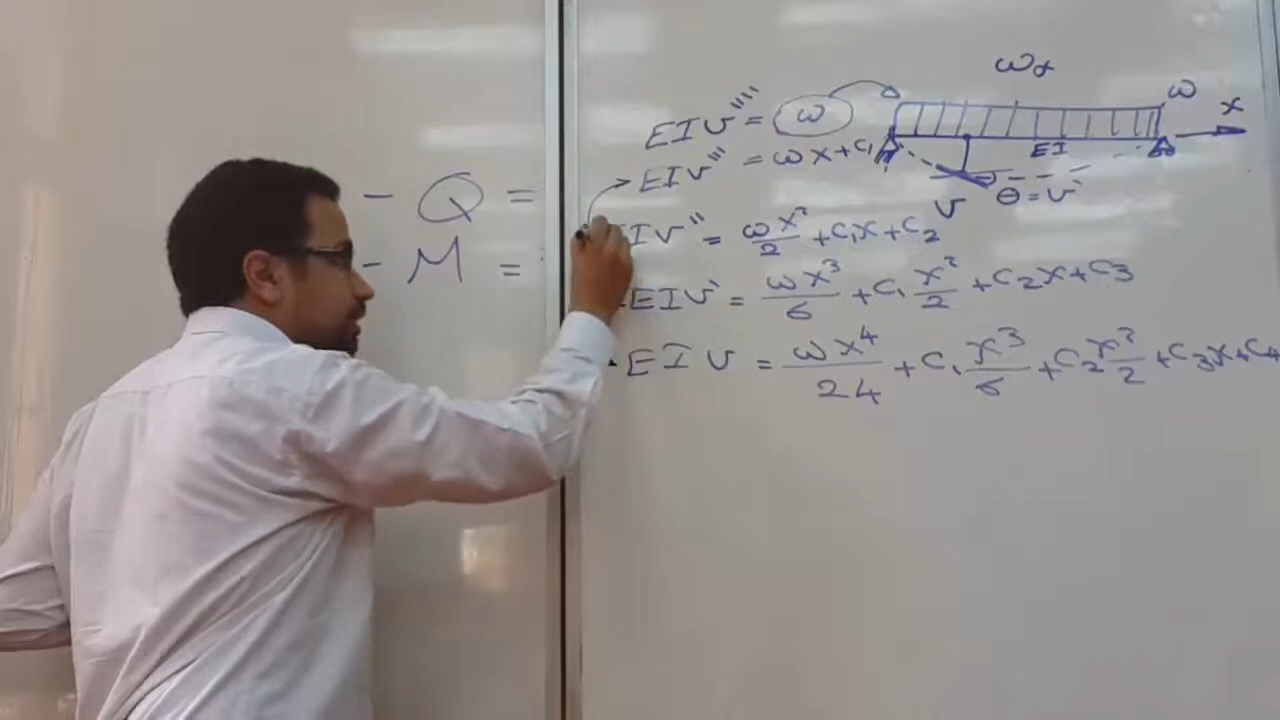 - Q =
- M =
ωx
ω
x
EI
θ = v'
v
EIv'''' = ω
EIv''' = ωx + c₁
EIv'' = ωx²/2 + c₁x + c₂
EIv' = ωx³/6 + c₁ x²/2 + c₂x + c₃
EIv = ωx⁴/24 + c₁ x³/6 + c₂ x²/2 + c₃x + c₄